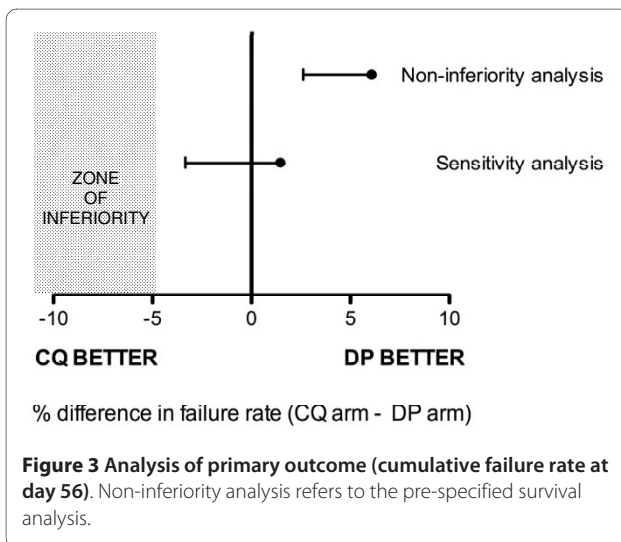 Non-inferiority analysis
Sensitivity analysis
ZONE
OF
INFERIORITY
-10 -5 0 5 10
CQ BETTER DP BETTER
% difference in failure rate (CQ arm - DP arm)
Figure 3 Analysis of primary outcome (cumulative failure rate at
day 56). Non-inferiority analysis refers to the pre-specified survival
analysis.